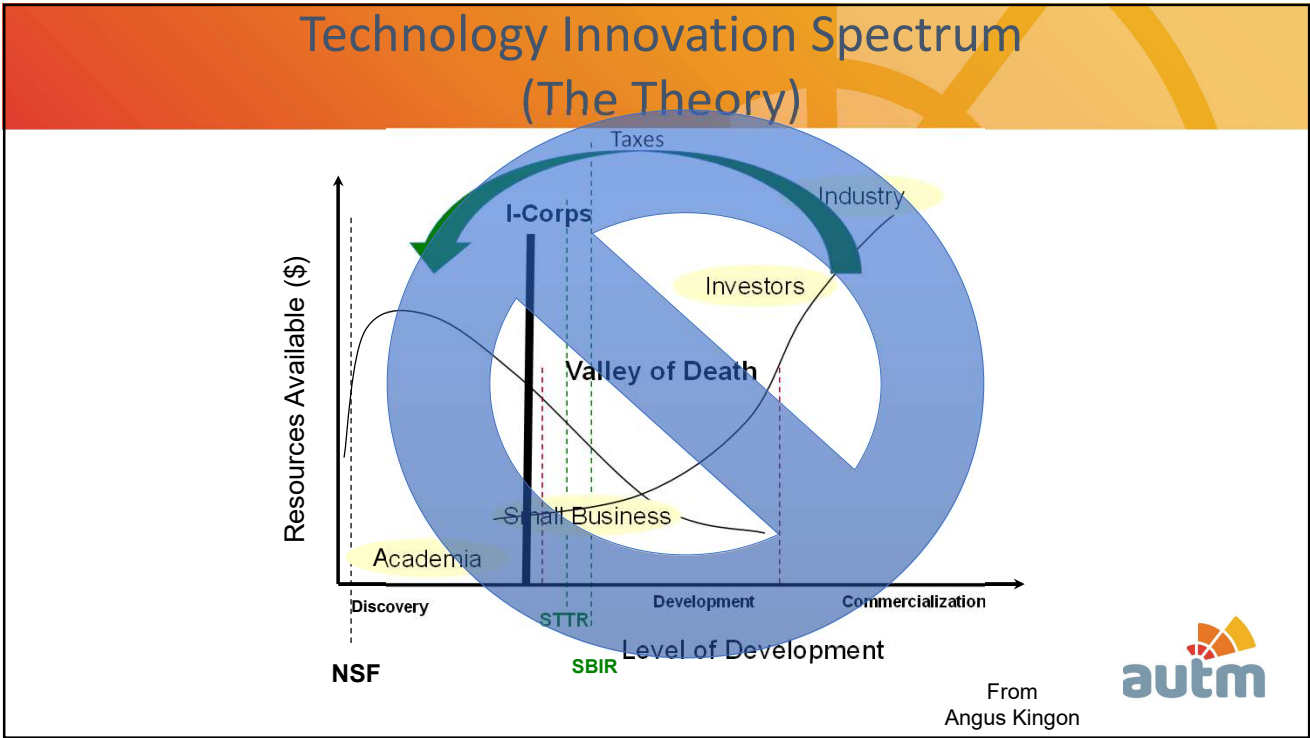 Technology Innovation Spectrum
(The Theory)
Taxes
Industry
I-Corps
Investors
Resources Available ($)
Valley of Death
Small Business
Academia
Discovery
Development
Commercialization
STTR
Level of Development
SBIR
NSF
From
Angus Kingon
autm